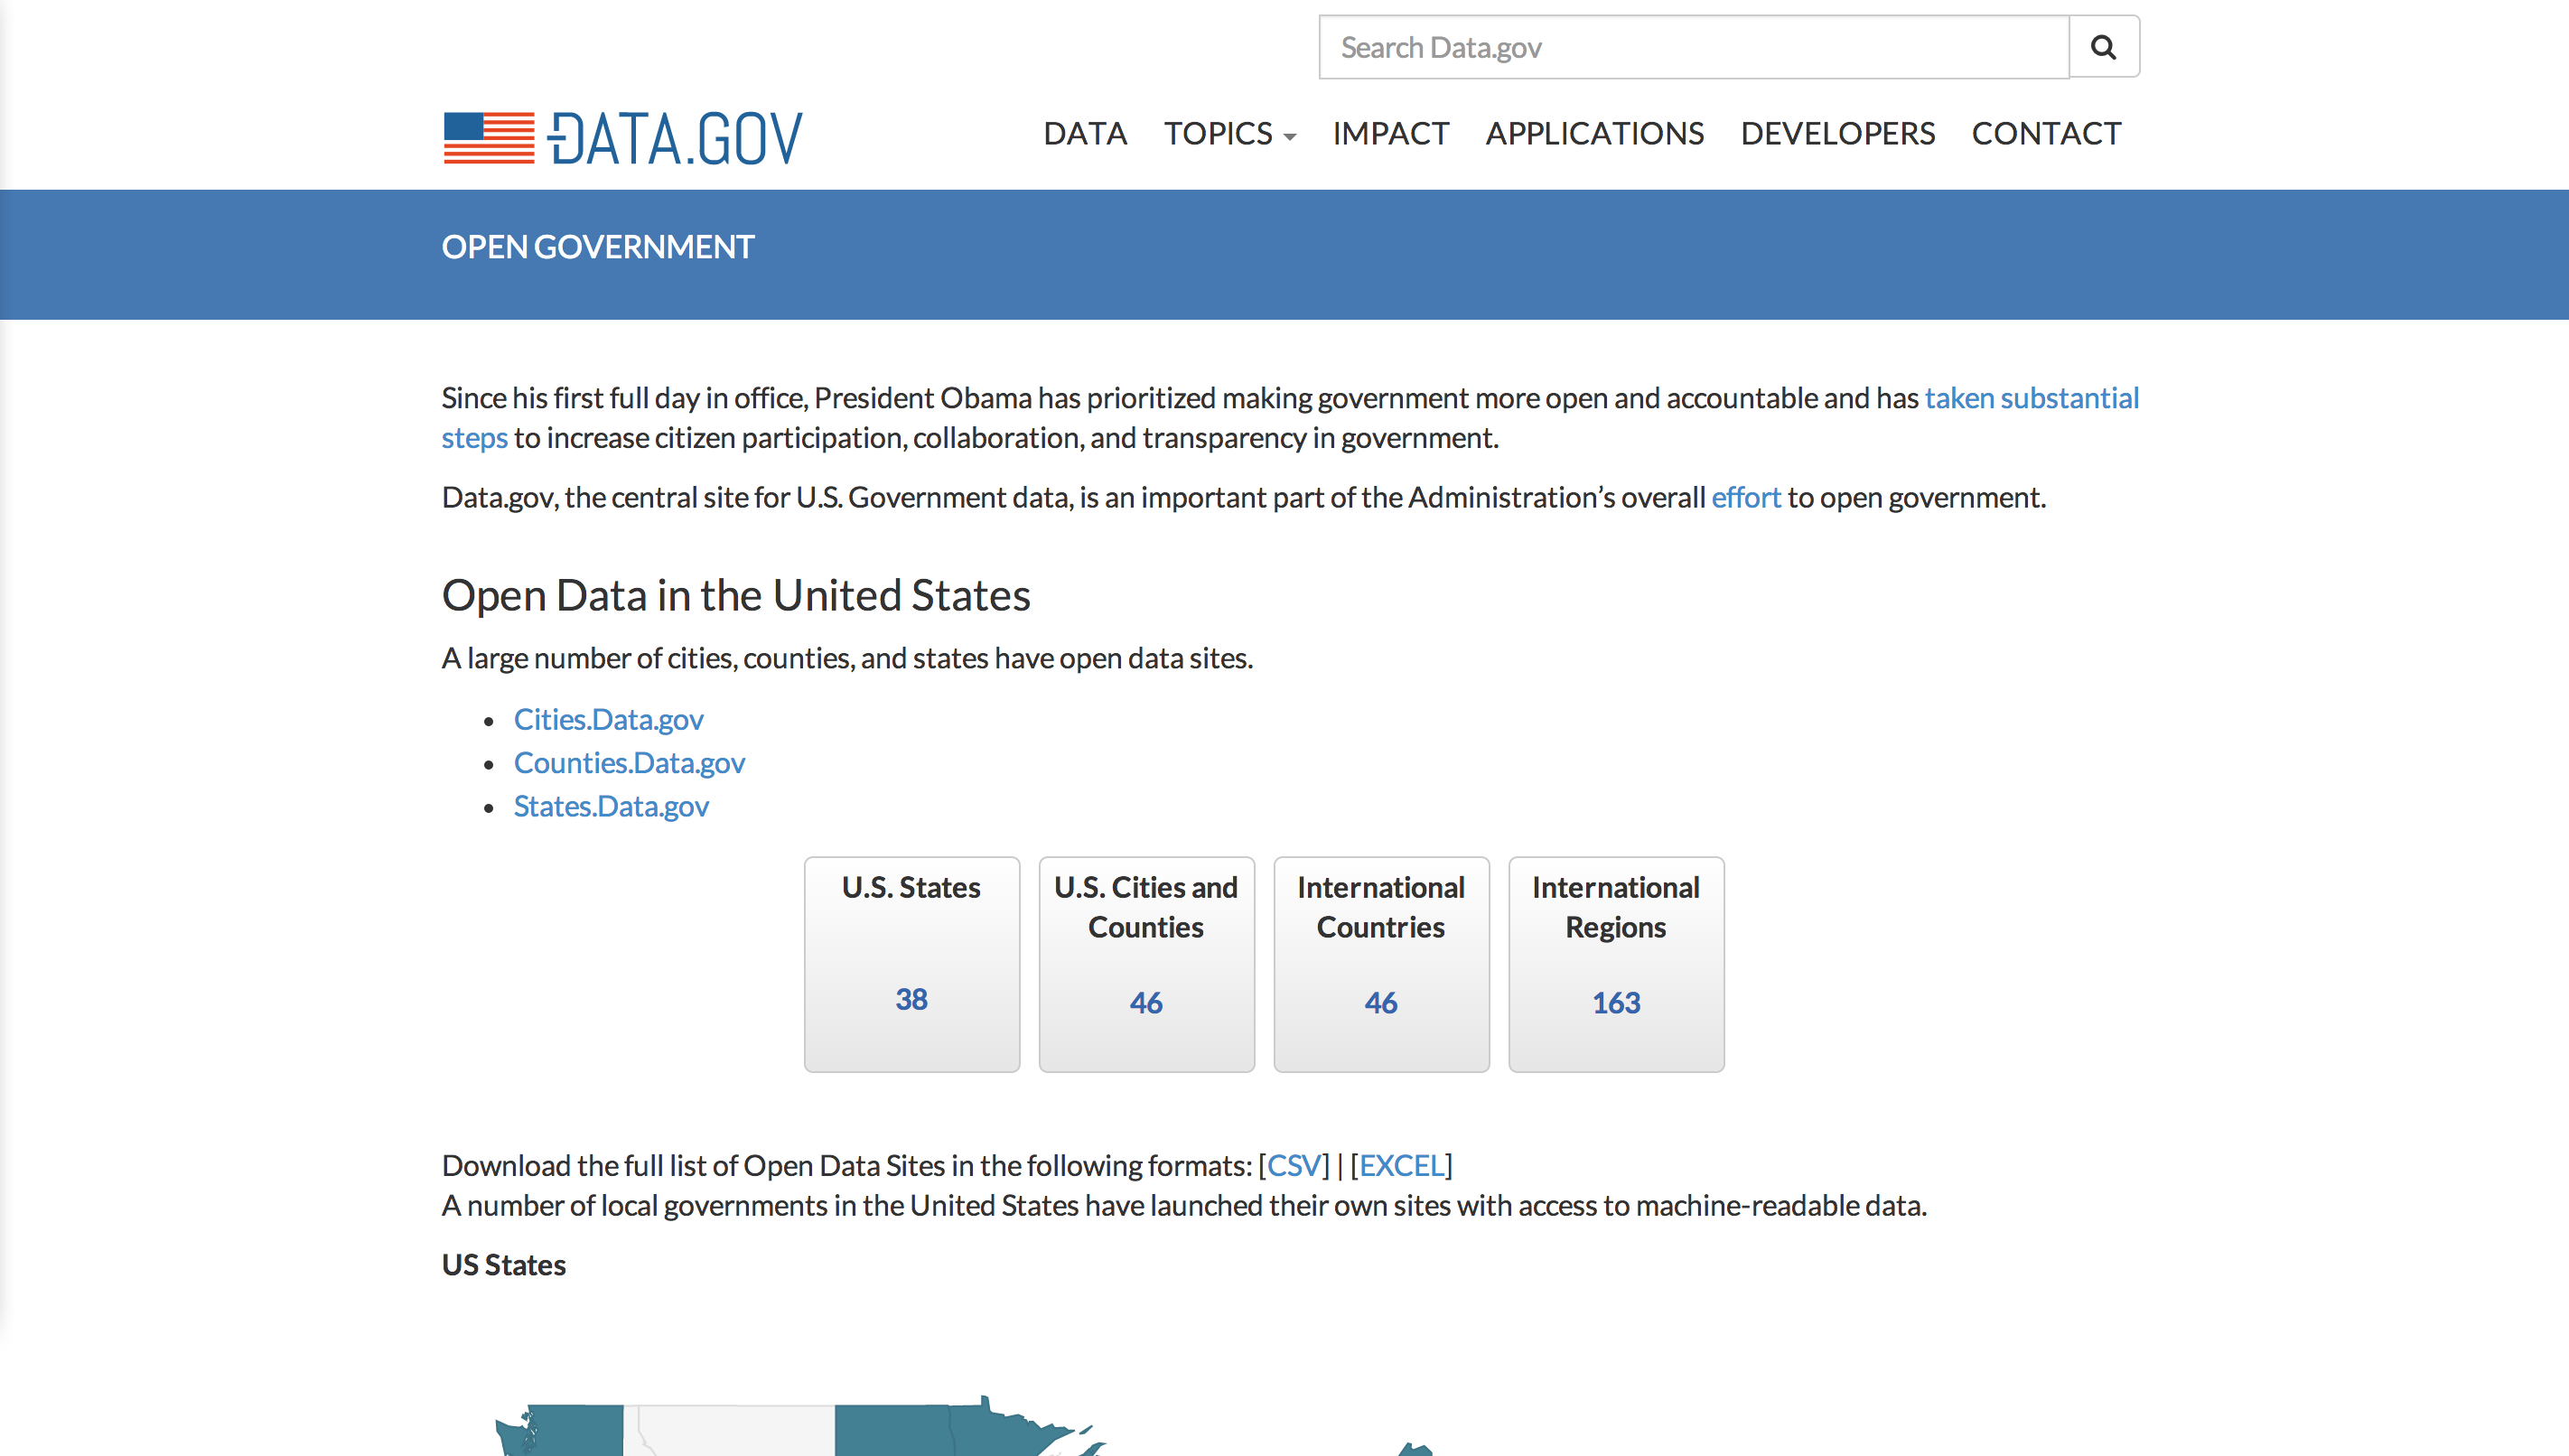 Search Data.gov
DATA.GOV
DATA TOPICS IMPACT APPLICATIONS DEVELOPERS CONTACT
OPEN GOVERNMENT
Since his first full day in office, President Obama has prioritized making government more open and accountable and has taken substantial
steps to increase citizen participation, collaboration, and transparency in government.
Data.gov, the central site for U.S. Government data, is an important part of the Administration’s overall effort to open government.
Open Data in the United States
A large number of cities, counties, and states have open data sites.
• Cities.Data.gov
• Counties.Data.gov
• States.Data.gov
U.S. States
38
U.S. Cities and
Counties
46
International
Countries
46
International
Regions
163
Download the full list of Open Data Sites in the following formats: [CSV] | [EXCEL]
A number of local governments in the United States have launched their own sites with access to machine-readable data.
US States